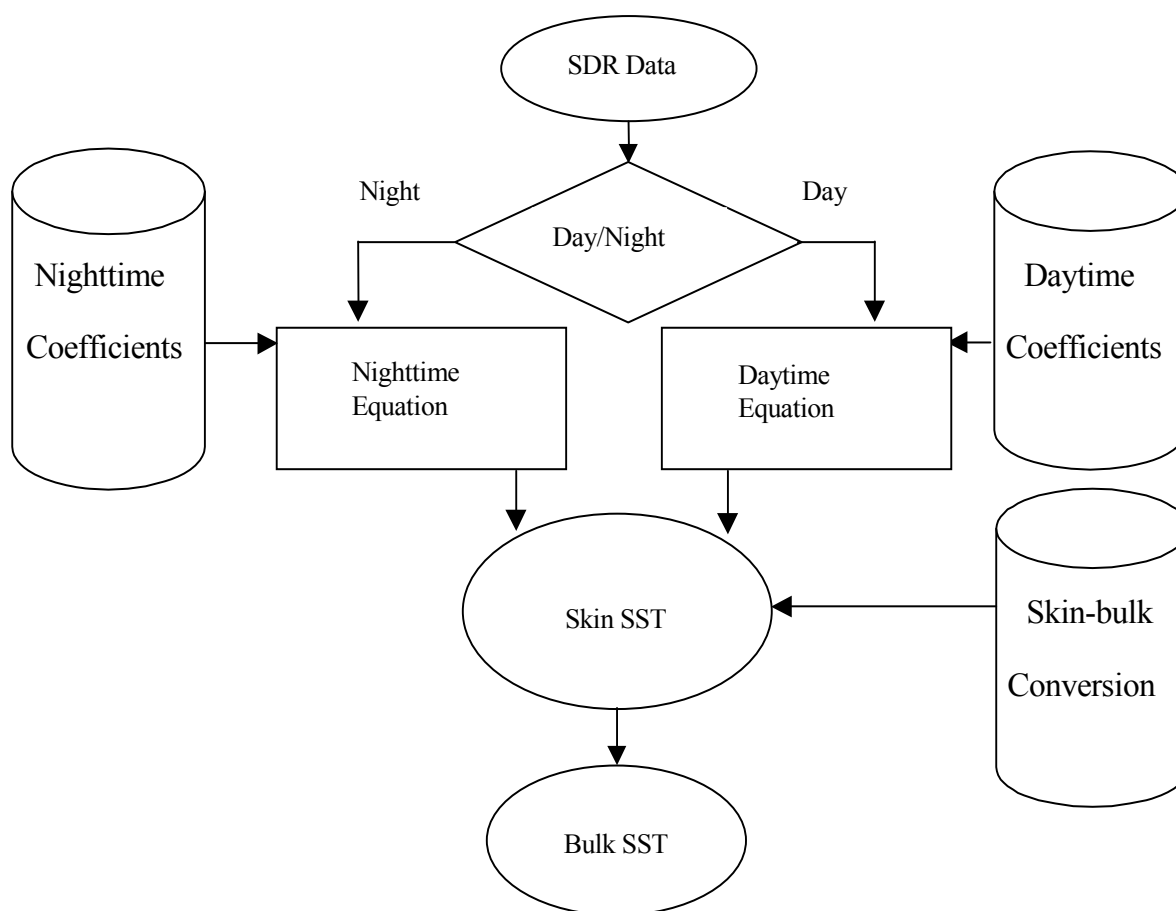 SDR Data
Night
Day
Day/Night
Nighttime
Coefficients
Daytime
Coefficients
Nighttime
Equation
Daytime
Equation
Skin SST
Skin-bulk
Conversion
Bulk SST